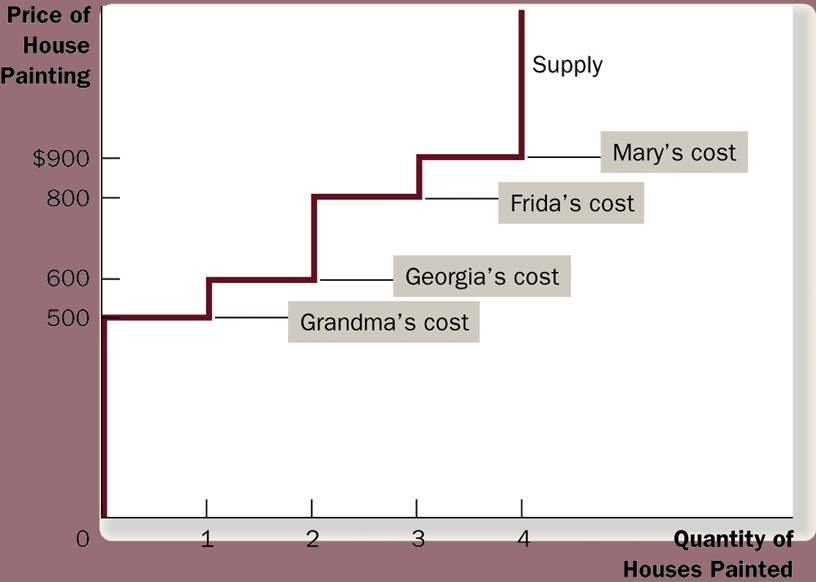 Price of
House
Painting
Supply
$900
Mary's cost
800
Frida's cost
600
Georgia's cost
500
Grandma's cost
0
1
2
3
4
Quantity of
Houses Painted